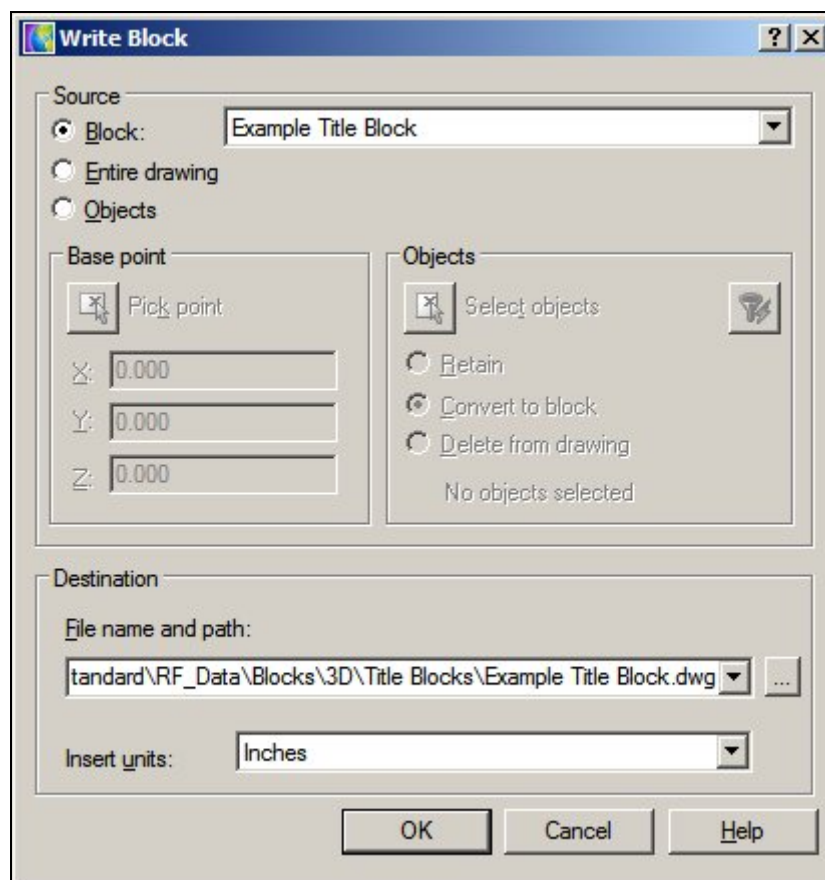 Write Block
Source
Block: Example Title Block
Entire drawing
Objects
Base point
Pick point
X: 0.000
Y: 0.000
Z: 0.000
Objects
Select objects
Retain
Convert to block
Delete from drawing
No objects selected
Destination
File name and path:
tandard\RF_Data\Blocks\3D\Title Blocks\Example Title Block.dwg ...
Insert units: Inches
OK Cancel Help